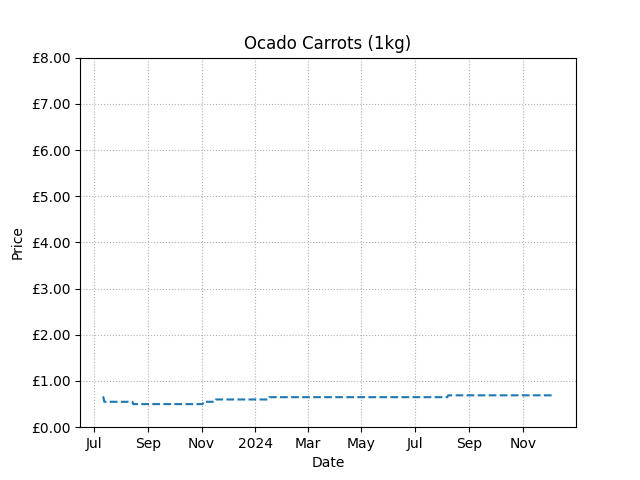 Ocado Carrots (1kg)
£8.00
£7.00
£6.00
£5.00
£4.00
£3.00
£2.00
£1.00
£0.00
Price
Jul Sep Nov 2024 Mar May Jul Sep Nov
Date